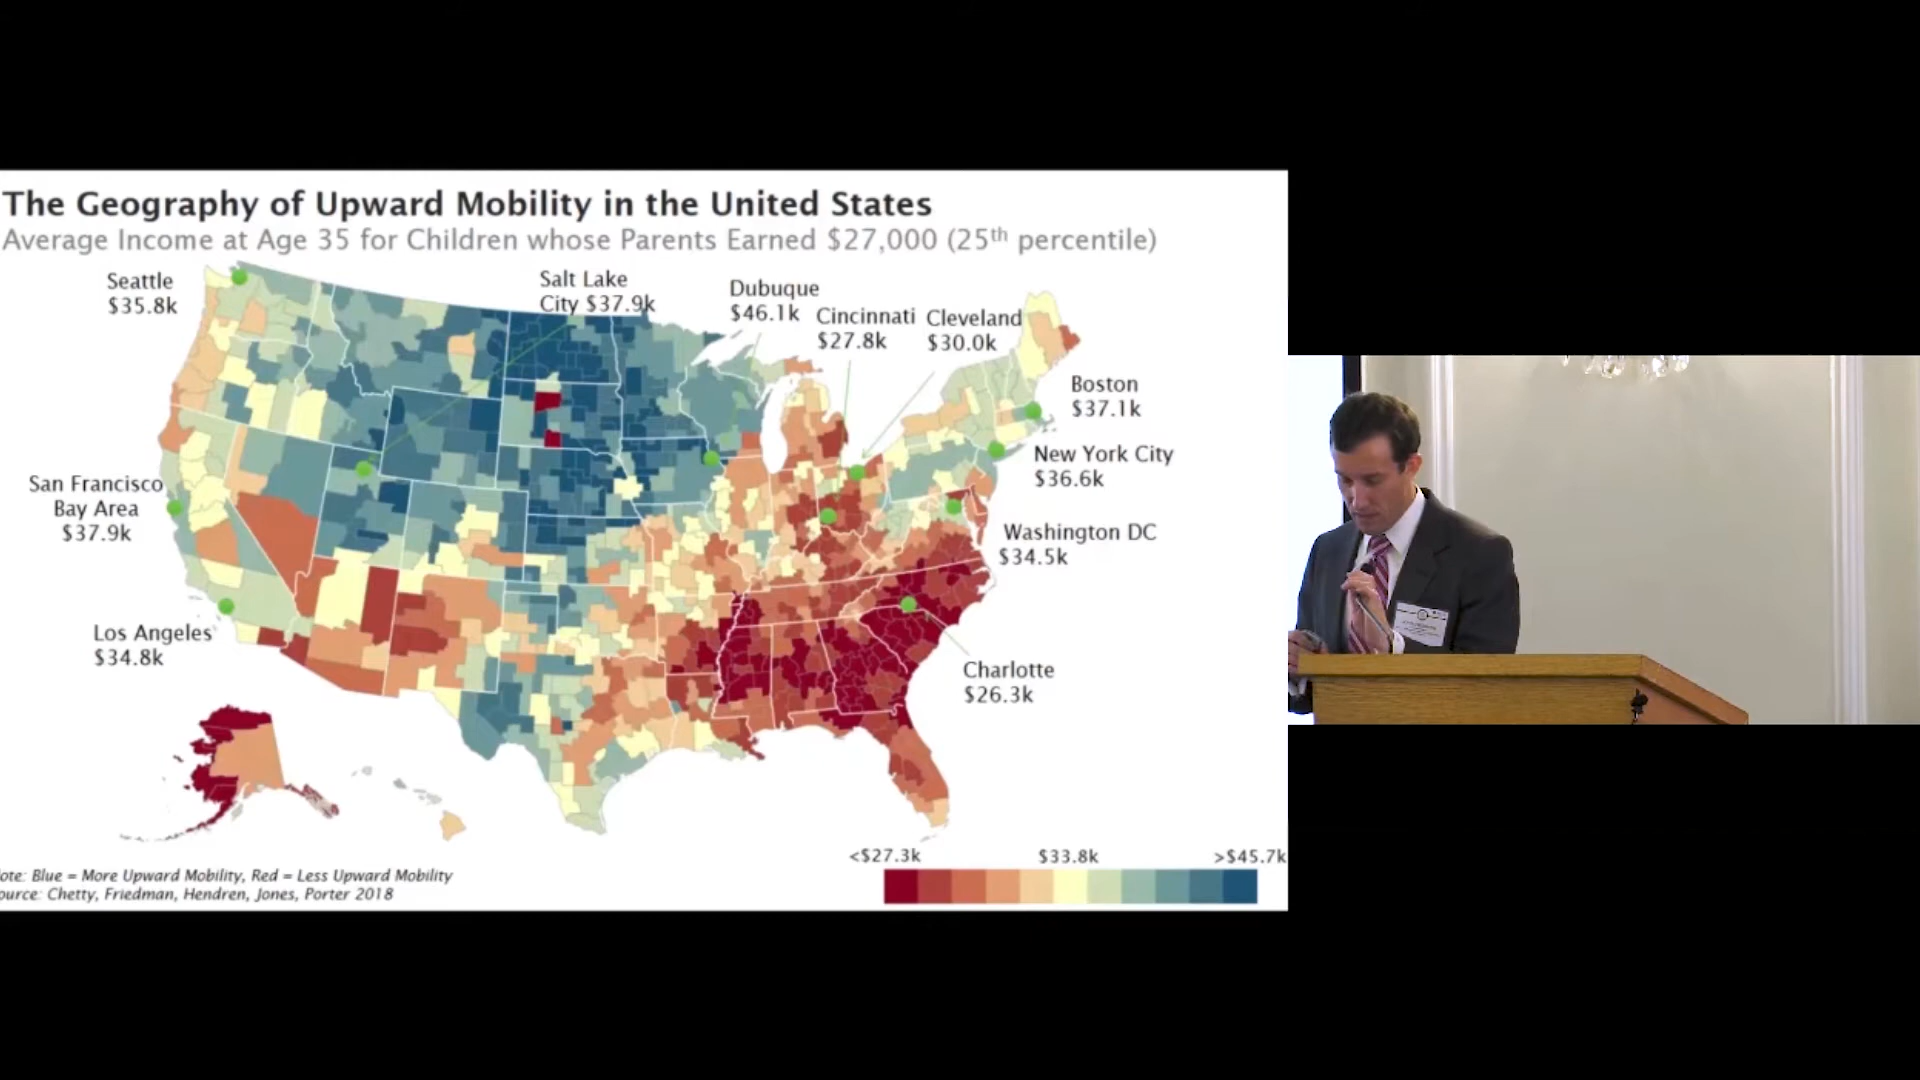 The Geography of Upward Mobility in the United States
Average Income at Age 35 for Children whose Parents Earned $27,000 (25th percentile)
Seattle
$35.8k
Salt Lake
City $37.9k
Dubuque
$46.1k
Cincinnati
$27.8k
Cleveland
$30.0k
Boston
$37.1k
New York City
$36.6k
San Francisco
Bay Area
$37.9k
Washington DC
$34.5k
Los Angeles
$34.8k
Charlotte
$26.3k
<$27.3k
$33.8k
>$45.7k
ote: Blue = More Upward Mobility, Red = Less Upward Mobility
ource: Chetty, Friedman, Hendren, Jones, Porter 2018